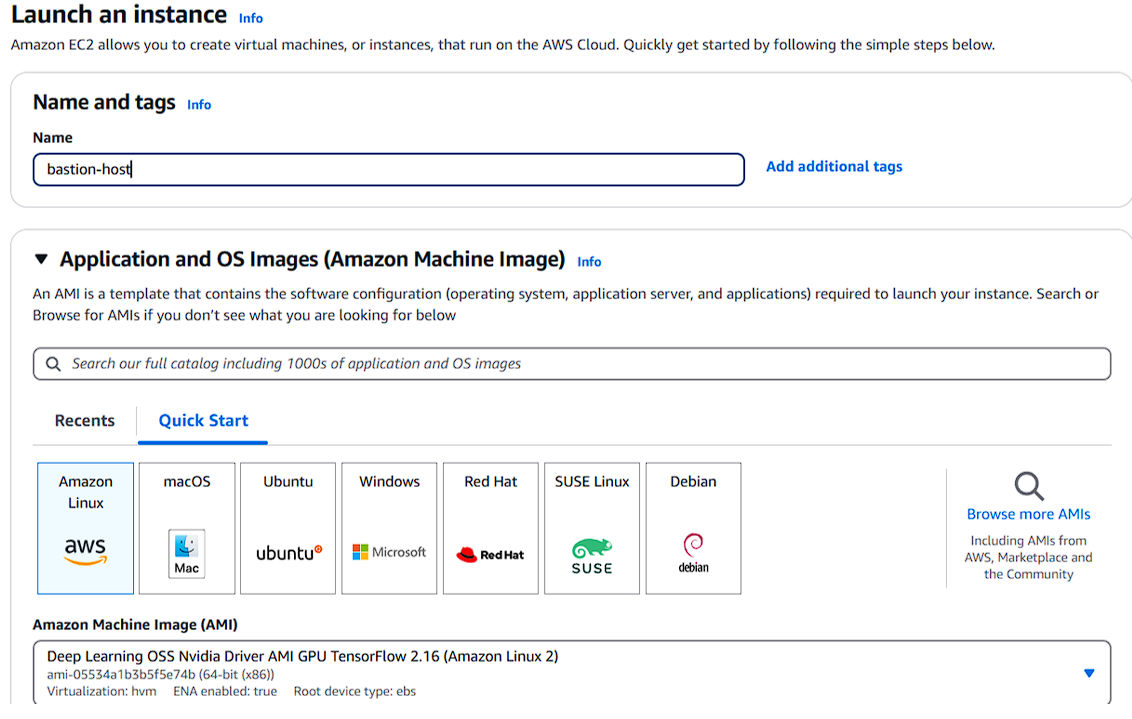 Launch an instance Info
Amazon EC2 allows you to create virtual machines, or instances, that run on the AWS Cloud. Quickly get started by following the simple steps below.
Name and tags Info
Name
bastion-host
Add additional tags
Application and OS Images (Amazon Machine Image) Info
An AMI is a template that contains the software configuration (operating system, application server, and applications) required to launch your instance. Search or
Browse for AMIs if you don’t see what you are looking for below
Search our full catalog including 1000s of application and OS images
Recents
Quick Start
Amazon
Linux
aws
macOS
Mac
Ubuntu
ubuntu
Windows
Microsoft
Red Hat
Red Hat
SUSE Linux
SUSE
Debian
debian
Browse more AMIs
Including AMIs from
AWS, Marketplace and
the Community
Amazon Machine Image (AMI)
Deep Learning OSS Nvidia Driver AMI GPU TensorFlow 2.16 (Amazon Linux 2)
ami-05534a1b3b5f5e74b (64-bit (x86))
Virtualization: hvm ENA enabled: true Root device type: ebs